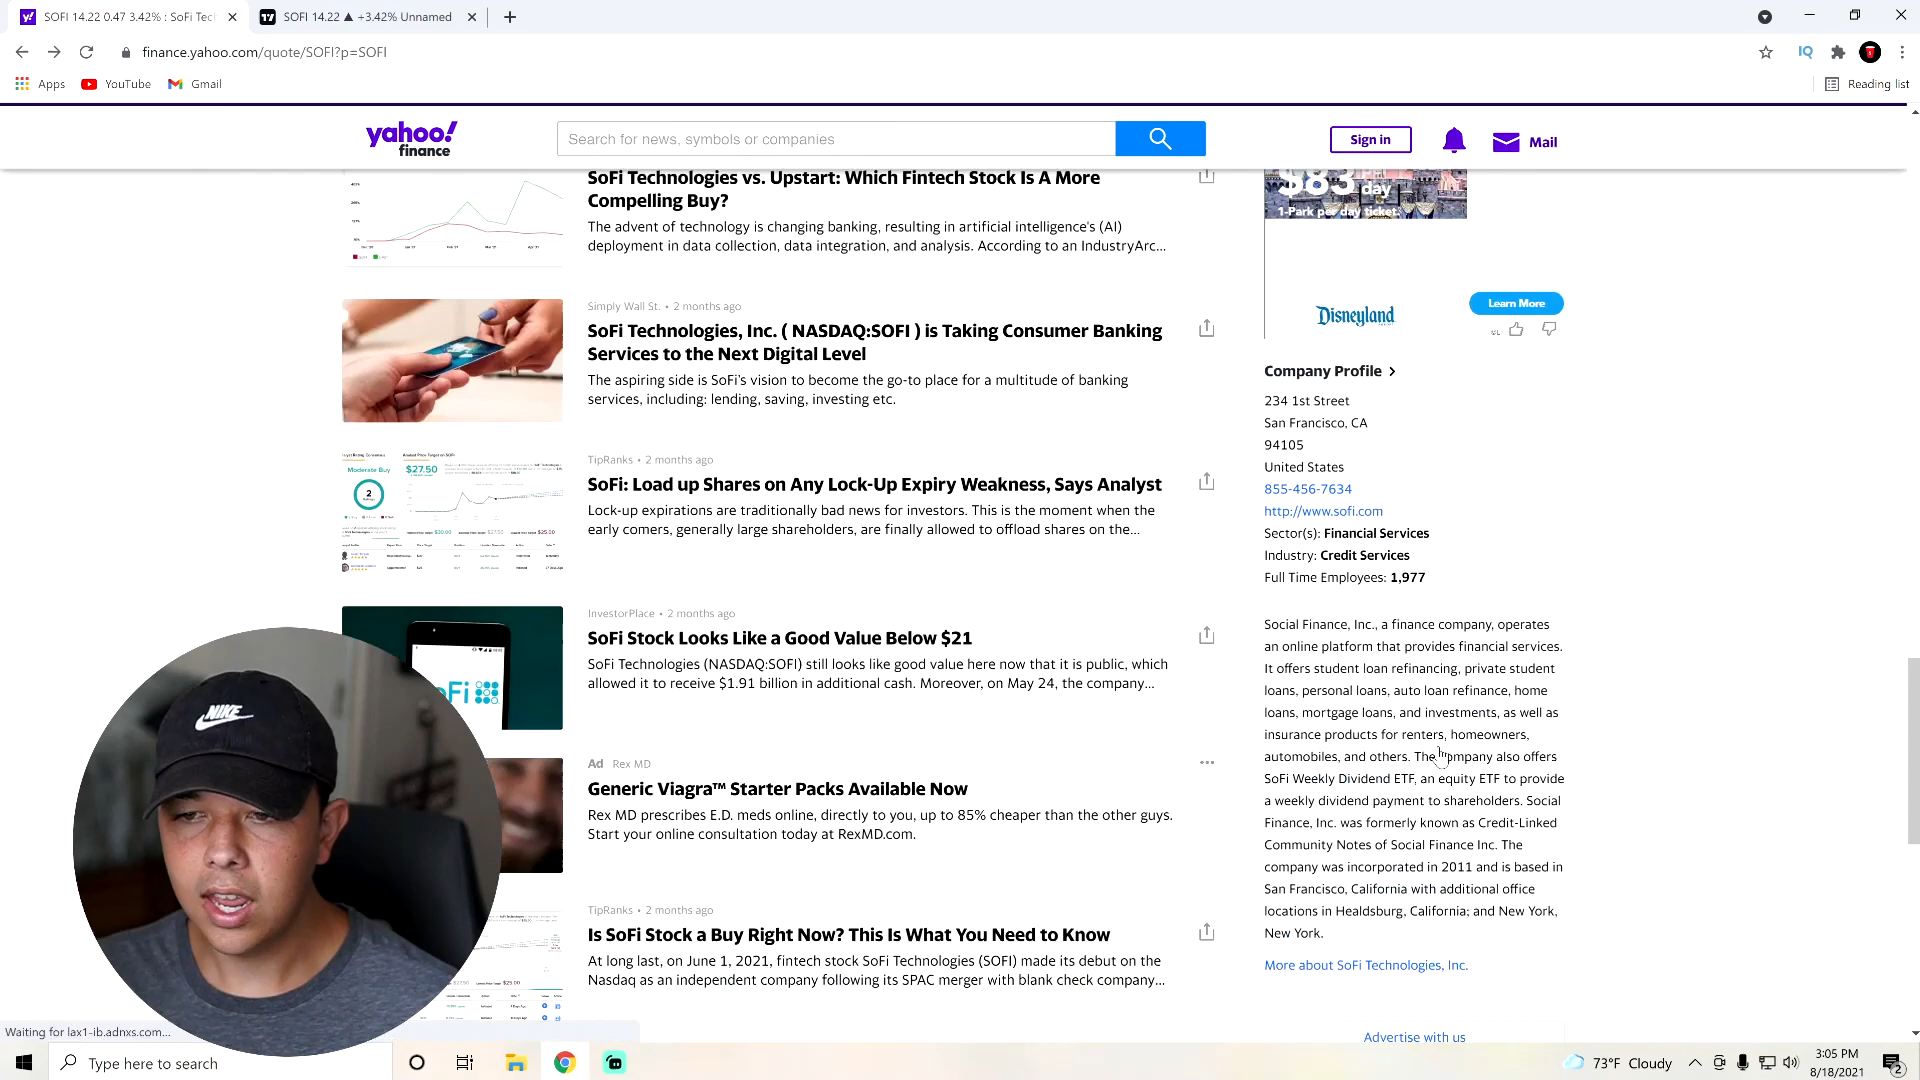 SOFI 14.22 0.47 3.42% : SoFi Tec
SOFI 14.22 ▲ +3.42% Unnamed
finance.yahoo.com/quote/SOFI?p=SOFI
IQ
Apps
YouTube
Gmail
Reading list
yahoo!
finance
Search for news, symbols or companies
Sign in
Mail
SoFi Technologies vs. Upstart: Which Fintech Stock Is A More
Compelling Buy?
The advent of technology is changing banking, resulting in artificial intelligence's (AI)
deployment in data collection, data integration, and analysis. According to an IndustryArc...
Simply Wall St. • 2 months ago
SoFi Technologies, Inc. ( NASDAQ:SOFI ) is Taking Consumer Banking
Services to the Next Digital Level
The aspiring side is SoFi's vision to become the go-to place for a multitude of banking
services, including: lending, saving, investing etc.
Moderate Buy
$27.50
2
TipRanks • 2 months ago
SoFi: Load up Shares on Any Lock-Up Expiry Weakness, Says Analyst
Lock-up expirations are traditionally bad news for investors. This is the moment when the
early comers, generally large shareholders, are finally allowed to offload shares on the...
InvestorPlace • 2 months ago
SoFi Stock Looks Like a Good Value Below $21
SoFi Technologies (NASDAQ:SOFI) still looks like good value here now that it is public, which
allowed it to receive $1.91 billion in additional cash. Moreover, on May 24, the company...
Ad Rex MD
Generic Viagra™ Starter Packs Available Now
Rex MD prescribes E.D. meds online, directly to you, up to 85% cheaper than the other guys.
Start your online consultation today at RexMD.com.
TipRanks • 2 months ago
Is SoFi Stock a Buy Right Now? This Is What You Need to Know
At long last, on June 1, 2021, fintech stock SoFi Technologies (SOFI) made its debut on the
Nasdaq as an independent company following its SPAC merger with blank check company...
NIKE
$83 per day
1-Park per day ticket.
Disneyland
Learn More
Company Profile
234 1st Street
San Francisco, CA
94105
United States
855-456-7634
http://www.sofi.com
Sector(s): Financial Services
Industry: Credit Services
Full Time Employees: 1,977
Social Finance, Inc., a finance company, operates
an online platform that provides financial services.
It offers student loan refinancing, private student
loans, personal loans, auto loan refinance, home
loans, mortgage loans, and investments, as well as
insurance products for renters, homeowners,
automobiles, and others. The company also offers
SoFi Weekly Dividend ETF, an equity ETF to provide
a weekly dividend payment to shareholders. Social
Finance, Inc. was formerly known as Credit-Linked
Community Notes of Social Finance Inc. The
company was incorporated in 2011 and is based in
San Francisco, California with additional office
locations in Healdsburg, California; and New York,
New York.
More about SoFi Technologies, Inc.
Advertise with us
Waiting for lax1-ib.adnxs.com...
Type here to search
73°F Cloudy
3:05 PM
8/18/2021
2